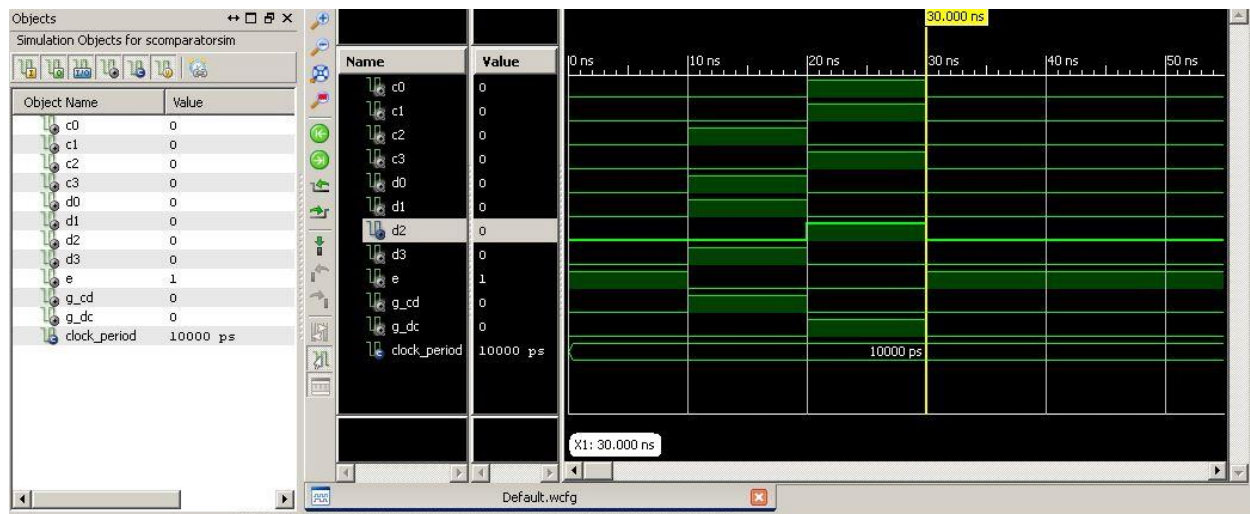 Objects
Simulation Objects for scomparatorsim
Object Name Value
c0 0
c1 0
c2 0
c3 0
d0 0
d1 0
d2 0
d3 0
e 1
g_cd 0
g_dc 0
clock_period 10000 ps
30.000 ns
Name Value 0 ns 10 ns 20 ns 30 ns 40 ns 50 ns
c0 0
c1 0
c2 0
c3 0
d0 0
d1 0
d2 0
d3 0
e 1
g_cd 0
g_dc 0
clock_period 10000 ps 10000 ps
X1: 30.000 ns
Default.wcfg